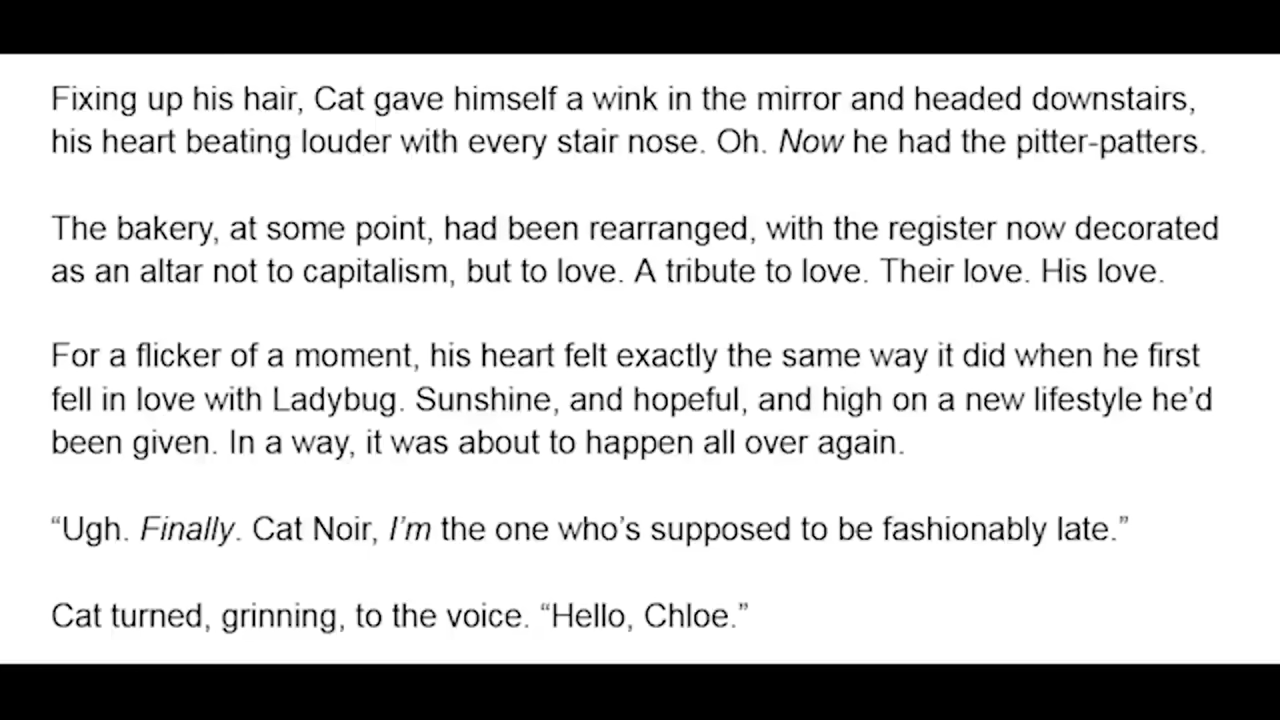 Fixing up his hair, Cat gave himself a wink in the mirror and headed downstairs,
his heart beating louder with every stair nose. Oh. Now he had the pitter-patters.
The bakery, at some point, had been rearranged, with the register now decorated
as an altar not to capitalism, but to love. A tribute to love. Their love. His love.
For a flicker of a moment, his heart felt exactly the same way it did when he first
fell in love with Ladybug. Sunshine, and hopeful, and high on a new lifestyle he’d
been given. In a way, it was about to happen all over again.
“Ugh. Finally. Cat Noir, I’m the one who’s supposed to be fashionably late.”
Cat turned, grinning, to the voice. “Hello, Chloe.”